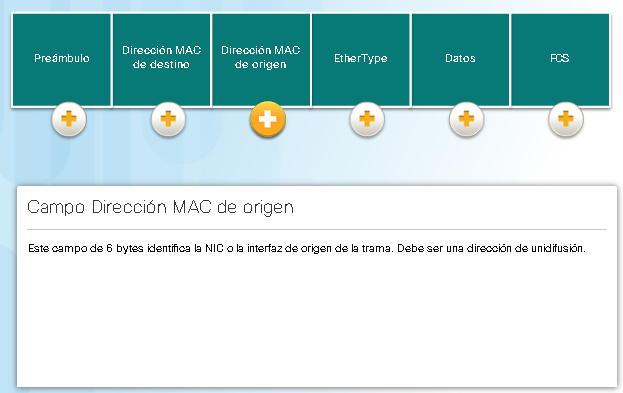 Preámbulo
Dirección MAC
de destino
Dirección MAC
de origen
EtherType
Datos
FCS
Campo Dirección MAC de origen
Este campo de 6 bytes identifica la NIC o la interfaz de origen de la trama. Debe ser una dirección de unidifusión.